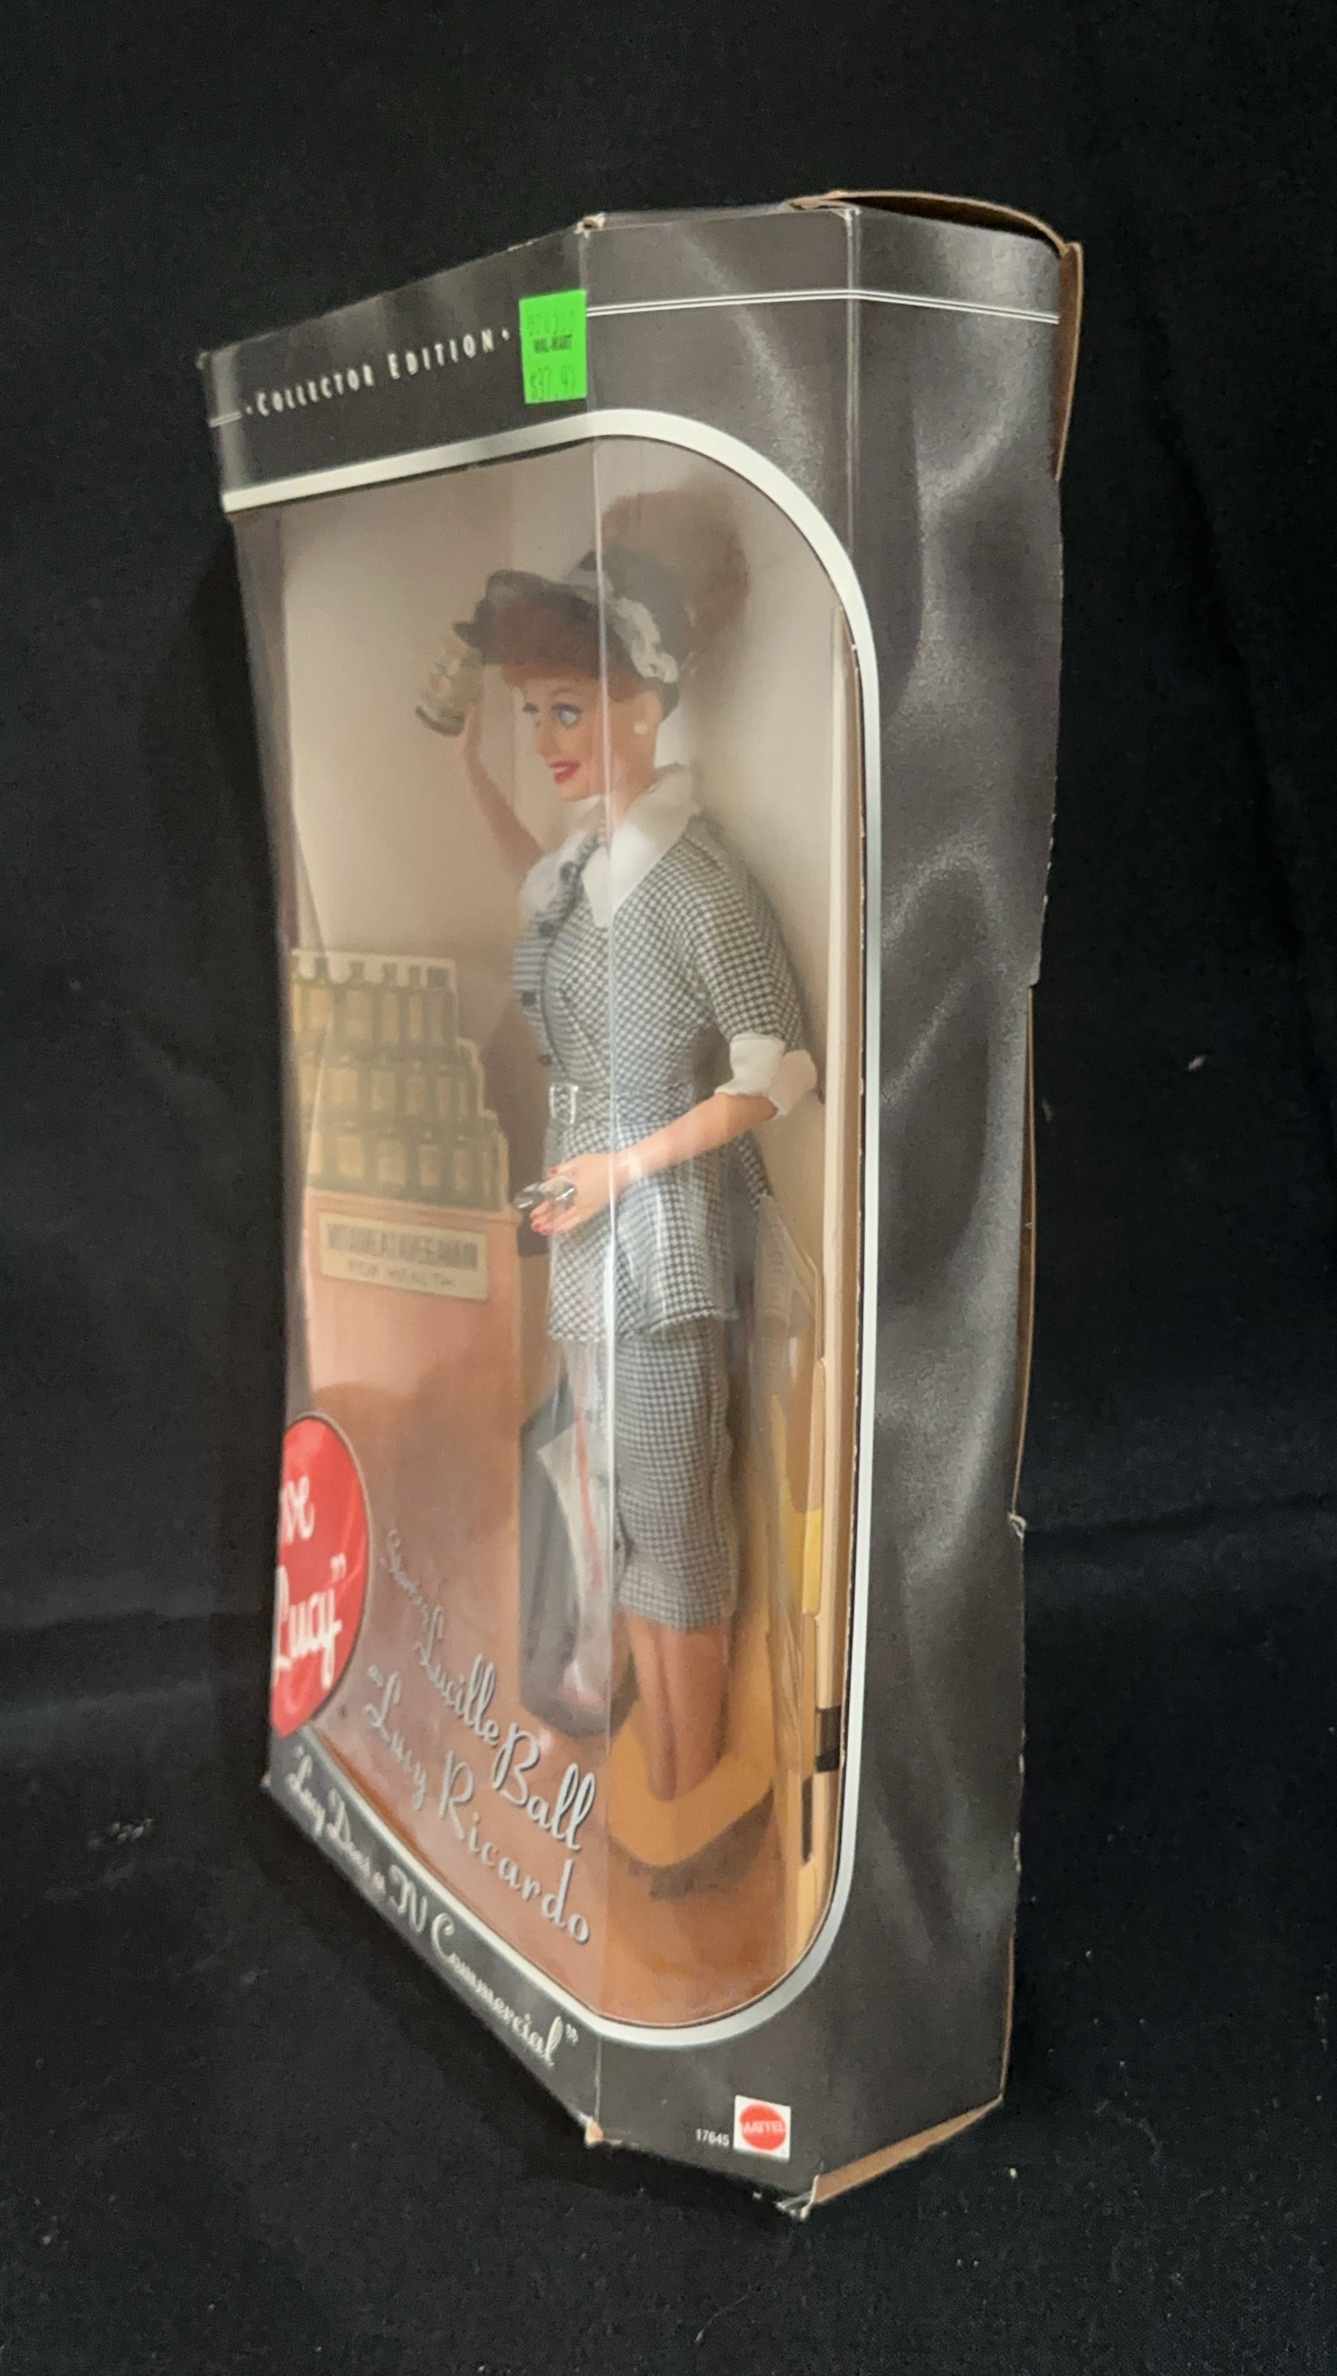 •COLLECTOR EDITION•
WAL-MART
$37.97
VITAMEATAVEGAMIN
FOR HEALTH
ve
Lucy"
Starring Lucille Ball
as Lucy Ricardo
"Lucy Does a TV Commercial"
17645
MATTEL